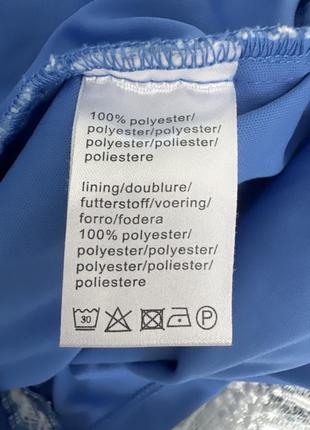 100% polyester/
polyester/polyester/
polyester/poliester/
poliestere
lining/doublure/
futterstoff/voering/
forro/fodera
100% polyester/
polyester/polyester/
polyester/poliester/
poliestere
30 P